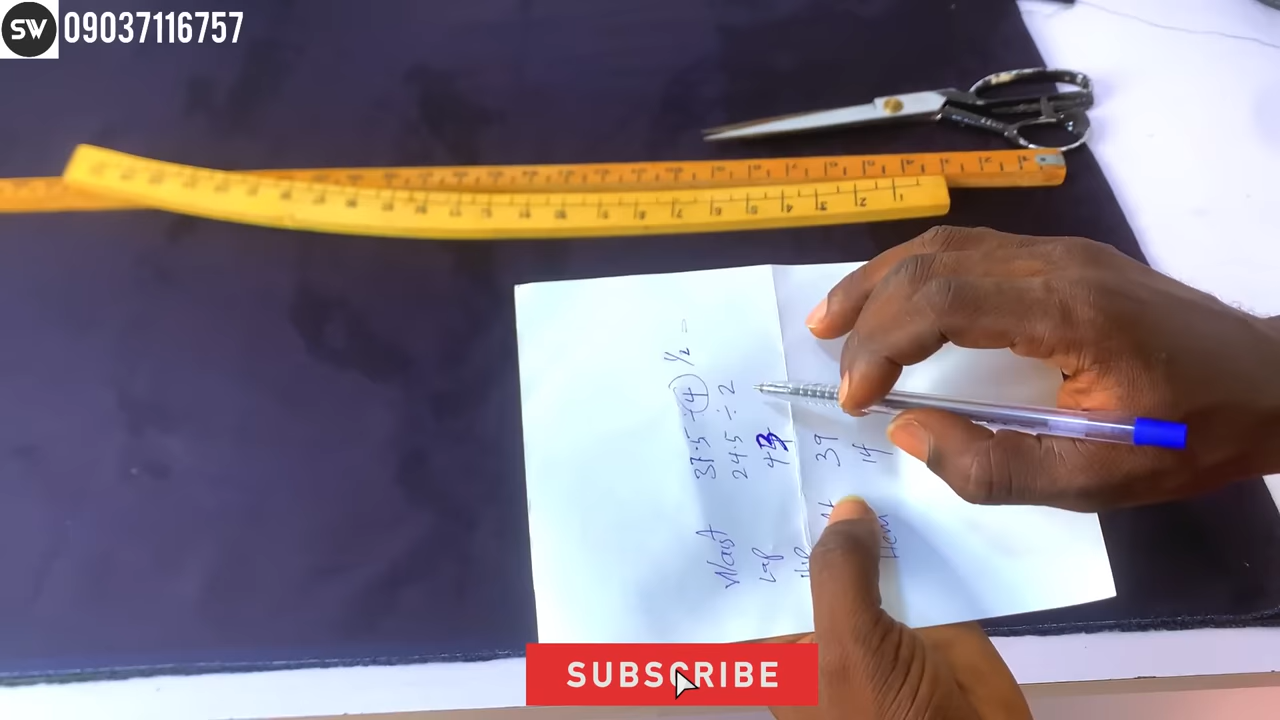 SW 09037116757
Waist 37.5 ÷ 4 1/2 =
Lap 24.5 ÷ 2
Hip 43
39
Hem 14
SUBSCRIBE